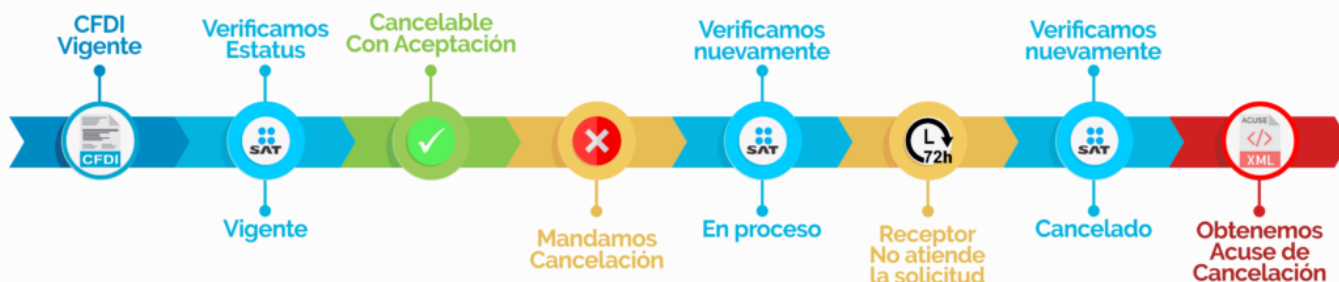 CFDI
Vigente
CFDI
Verificamos
Estatus
SAT
Vigente
Cancelable
Con Aceptación
Mandamos
Cancelación
Verificamos
nuevamente
SAT
En proceso
72h
Receptor
No atiende
la solicitud
Verificamos
nuevamente
SAT
Cancelado
ACUSE
</>
XML
Obtenemos
Acuse de
Cancelación